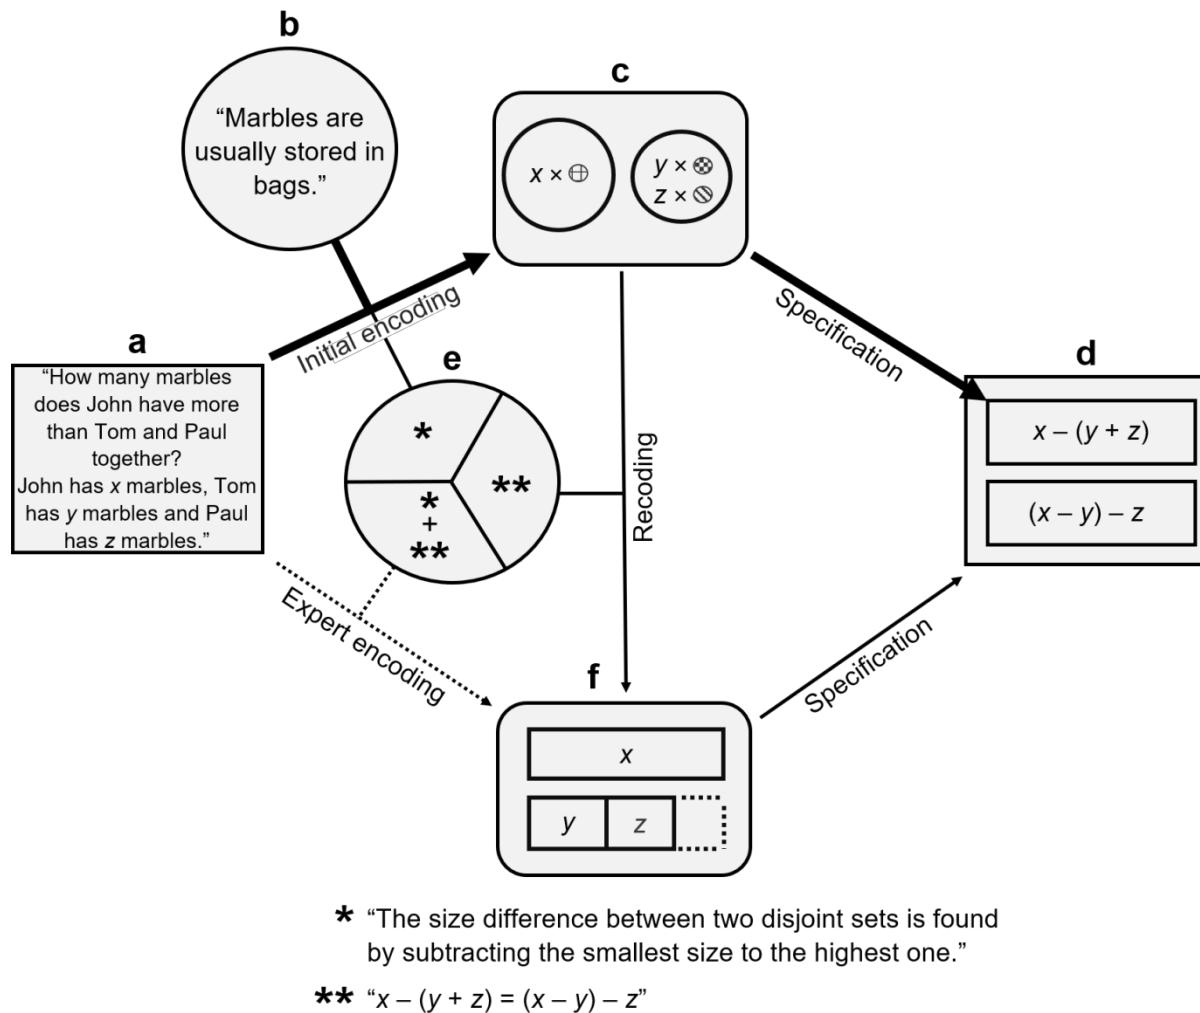 b
“Marbles are
usually stored in
bags.”
c
x ×
y ×
z ×
Initial encoding
Specification
a
“How many marbles
does John have more
than Tom and Paul
together?
John has x marbles, Tom
has y marbles and Paul
has z marbles.”
e
*
**
*
+
**
Recoding
d
x – (y + z)
(x – y) – z
Expert encoding
Specification
f
x
y
z
* “The size difference between two disjoint sets is found
by subtracting the smallest size to the highest one.”
** “x – (y + z) = (x – y) – z”